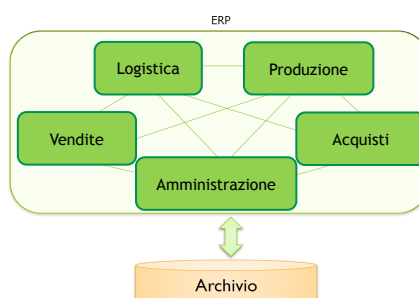 ERP
Logistica
Produzione
Vendite
Acquisti
Amministrazione
Archivio